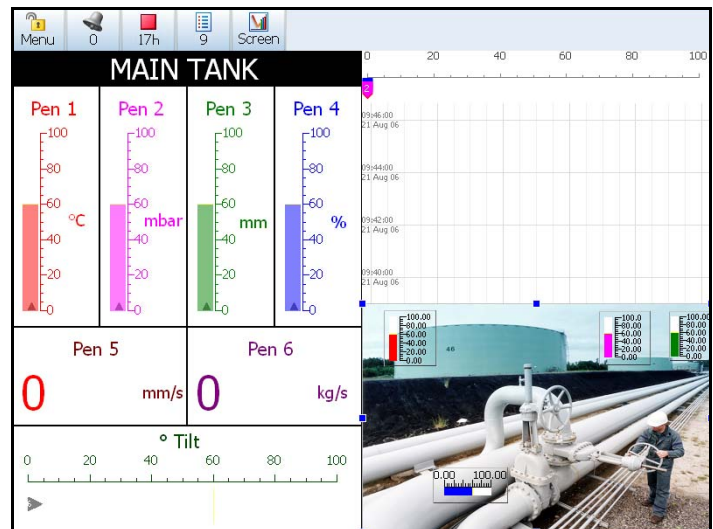 Menu 0 17h 9 Screen
MAIN TANK
Pen 1 Pen 2 Pen 3 Pen 4
100 100 100 100
80 80 80 80
60 60 60 60
°C mbar mm %
40 40 40 40
20 20 20 20
0 0 0 0
Pen 5 Pen 6
0 mm/s 0 kg/s
° Tilt
0 20 40 60 80 100
0 20 40 60 80 100
2
09:46:00
21 Aug 06
09:44:00
21 Aug 06
09:42:00
21 Aug 06
09:40:00
21 Aug 06
100.00 100.0 100.00
80.00 80.00 80.00
60.00 60.00 60.00
40.00 40.00 40.00
20.00 20.00 20.00
0.00 0.00 0.00
46
0.00 100.00